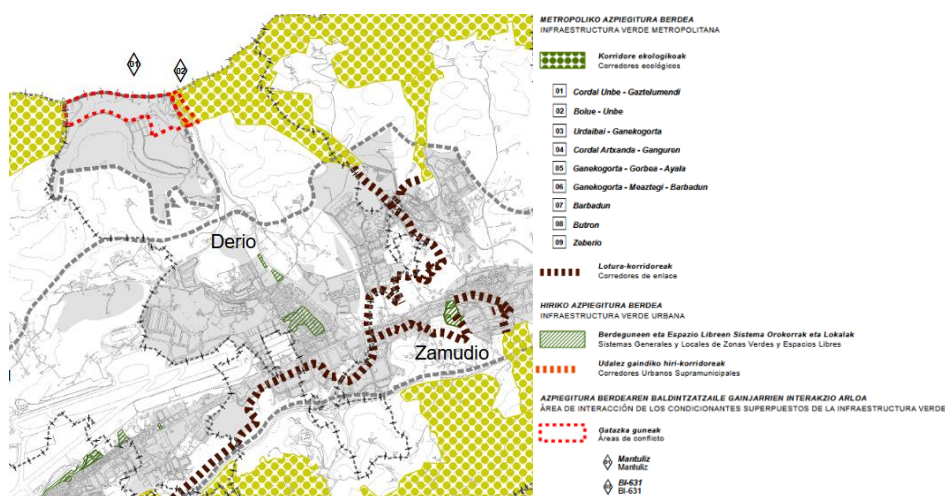 01
02
Derio
Zamudio
METROPOLIKO AZPIEGITURA BERDEA
INFRAESTRUCTURA VERDE METROPOLITANA
Korridore ekologikoak
Corredores ecológicos
01 Cordal Unbe - Gaztelumendi
02 Bolue - Unbe
03 Urdaibai - Ganekogorta
04 Cordal Artxanda - Ganguren
05 Ganekogorta - Gorbea - Ayala
06 Ganekogorta - Meaztegi - Barbadun
07 Barbadun
08 Butron
09 Zeberio
Lotura-korridoreak
Corredores de enlace
HIRIKO AZPIEGITURA BERDEA
INFRAESTRUCTURA VERDE URBANA
Berdeguneen eta Espazio Libreen Sistema Orokorrak eta Lokalak
Sistemas Generales y Locales de Zonas Verdes y Espacios Libres
Udalez gaindiko hiri-korridoreak
Corredores Urbanos Supramunicipales
AZPIEGITURA BERDEAREN BALDINTZATZAILE GAINJARRIEN INTERAKZIO ARLOA
ÁREA DE INTERACCIÓN DE LOS CONDICIONANTES SUPERPUESTOS DE LA INFRAESTRUCTURA VERDE
Gatazka guneak
Áreas de conflicto
01 Mantuliz
Mantuliz
BI-631
BI-631